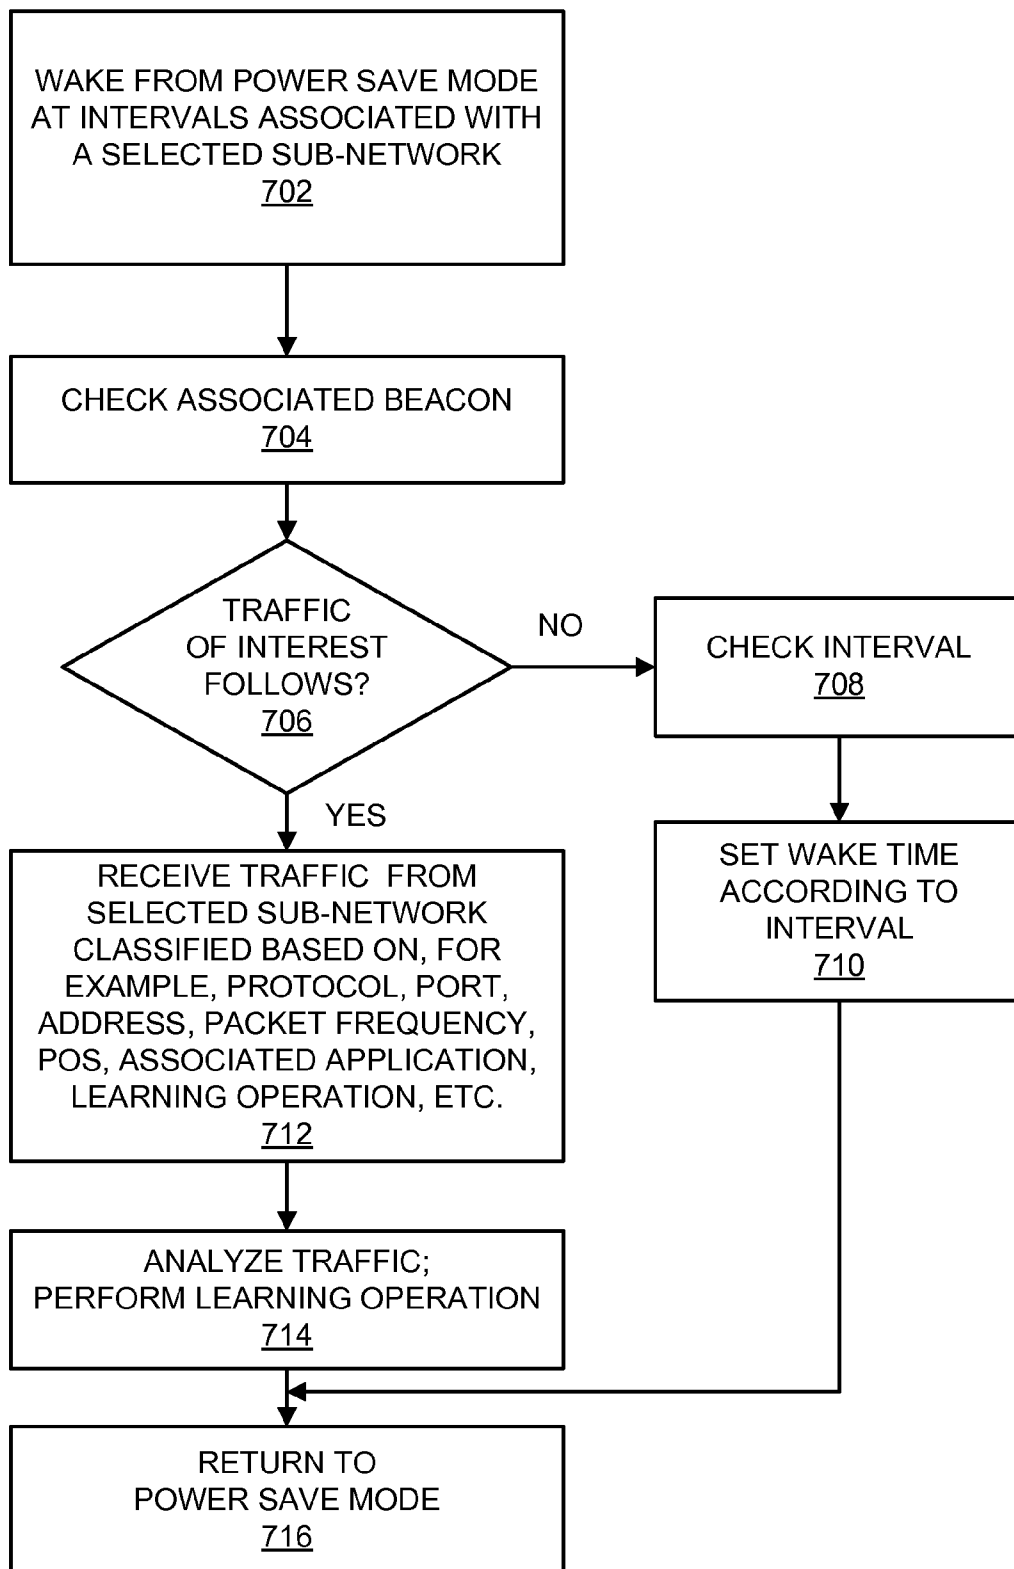 WAKE FROM POWER SAVE MODE
AT INTERVALS ASSOCIATED WITH
A SELECTED SUB-NETWORK
702
CHECK ASSOCIATED BEACON
704
TRAFFIC
OF INTEREST
FOLLOWS?
706
NO
CHECK INTERVAL
708
YES
SET WAKE TIME
ACCORDING TO
INTERVAL
710
RECEIVE TRAFFIC FROM
SELECTED SUB-NETWORK
CLASSIFIED BASED ON, FOR
EXAMPLE, PROTOCOL, PORT,
ADDRESS, PACKET FREQUENCY,
POS, ASSOCIATED APPLICATION,
LEARNING OPERATION, ETC.
712
ANALYZE TRAFFIC;
PERFORM LEARNING OPERATION
714
RETURN TO
POWER SAVE MODE
716